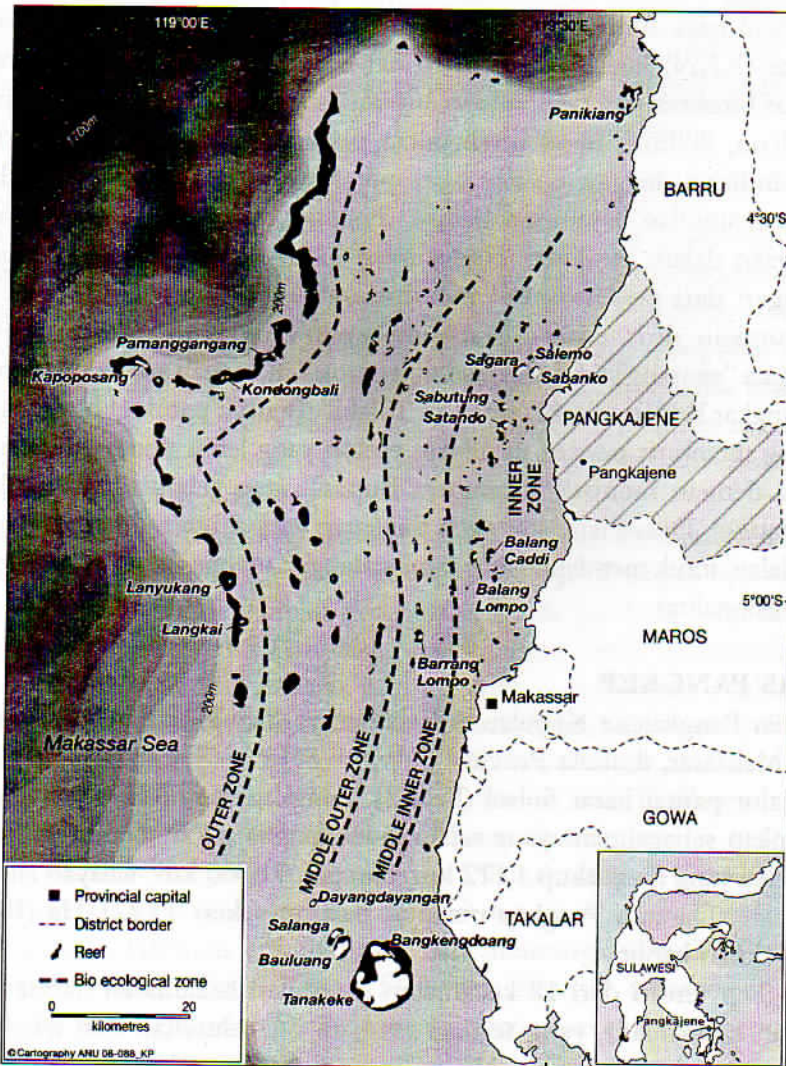 119°00'E
119°30'E
Panikiang
1100m
BARRU
4°30'S
200m
Pamanggangang
Kapoposang
Kondongbali
Sagara
Salemo
Sabanko
Sabutung
Satando
PANGKAJENE
Pangkajene
INNER
ZONE
Balang
Caddi
Lanyukang
Balang
Lompo
5°00'S
Langkai
MAROS
Barrang
Lompo
Makassar
200m
Makassar Sea
OUTER ZONE
MIDDLE OUTER ZONE
MIDDLE INNER ZONE
GOWA
Dayangdayangan
TAKALAR
Salanga
Bangkengdoang
Bauluang
Tanakeke
Provincial capital
District border
Reef
Bio ecological zone
0 20
kilometres
© Cartography ANU 08-088_KP
SULAWESI
Pangkajene